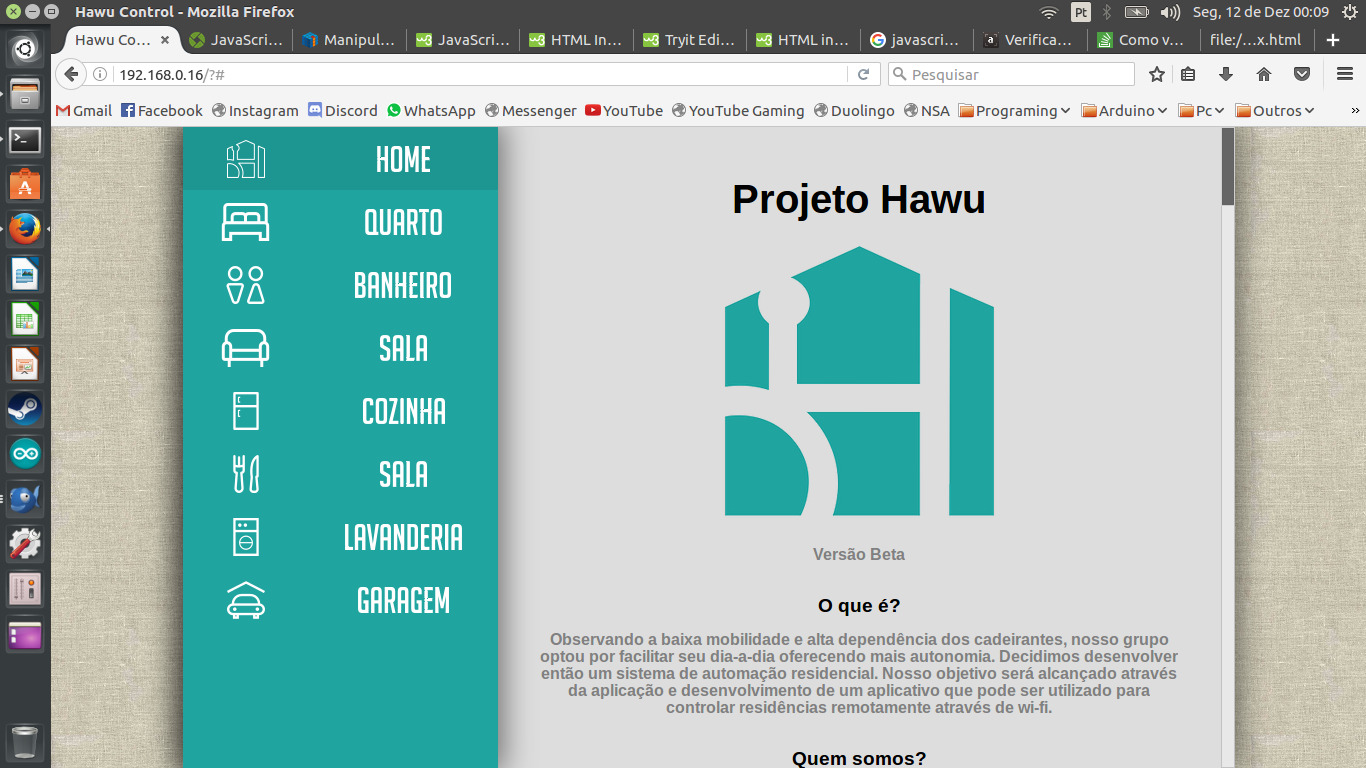 Hawu Control - Mozilla Firefox
Pt
Seg, 12 de Dez 00:09
Hawu Co…
JavaScri…
Manipul…
JavaScri…
HTML In…
Tryit Edi…
HTML in…
javascri…
Verifica…
Como v…
file:/…x.html
192.168.0.16/?#
Pesquisar
Gmail
Facebook
Instagram
Discord
WhatsApp
Messenger
YouTube
YouTube Gaming
Duolingo
NSA
Programing
Arduino
Pc
Outros
HOME
QUARTO
BANHEIRO
SALA
COZINHA
SALA
LAVANDERIA
GARAGEM
Projeto Hawu
Versão Beta
O que é?
Observando a baixa mobilidade e alta dependência dos cadeirantes, nosso grupo
optou por facilitar seu dia-a-dia oferecendo mais autonomia. Decidimos desenvolver
então um sistema de automação residencial. Nosso objetivo será alcançado através
da aplicação e desenvolvimento de um aplicativo que pode ser utilizado para
controlar residências remotamente através de wi-fi.
Quem somos?